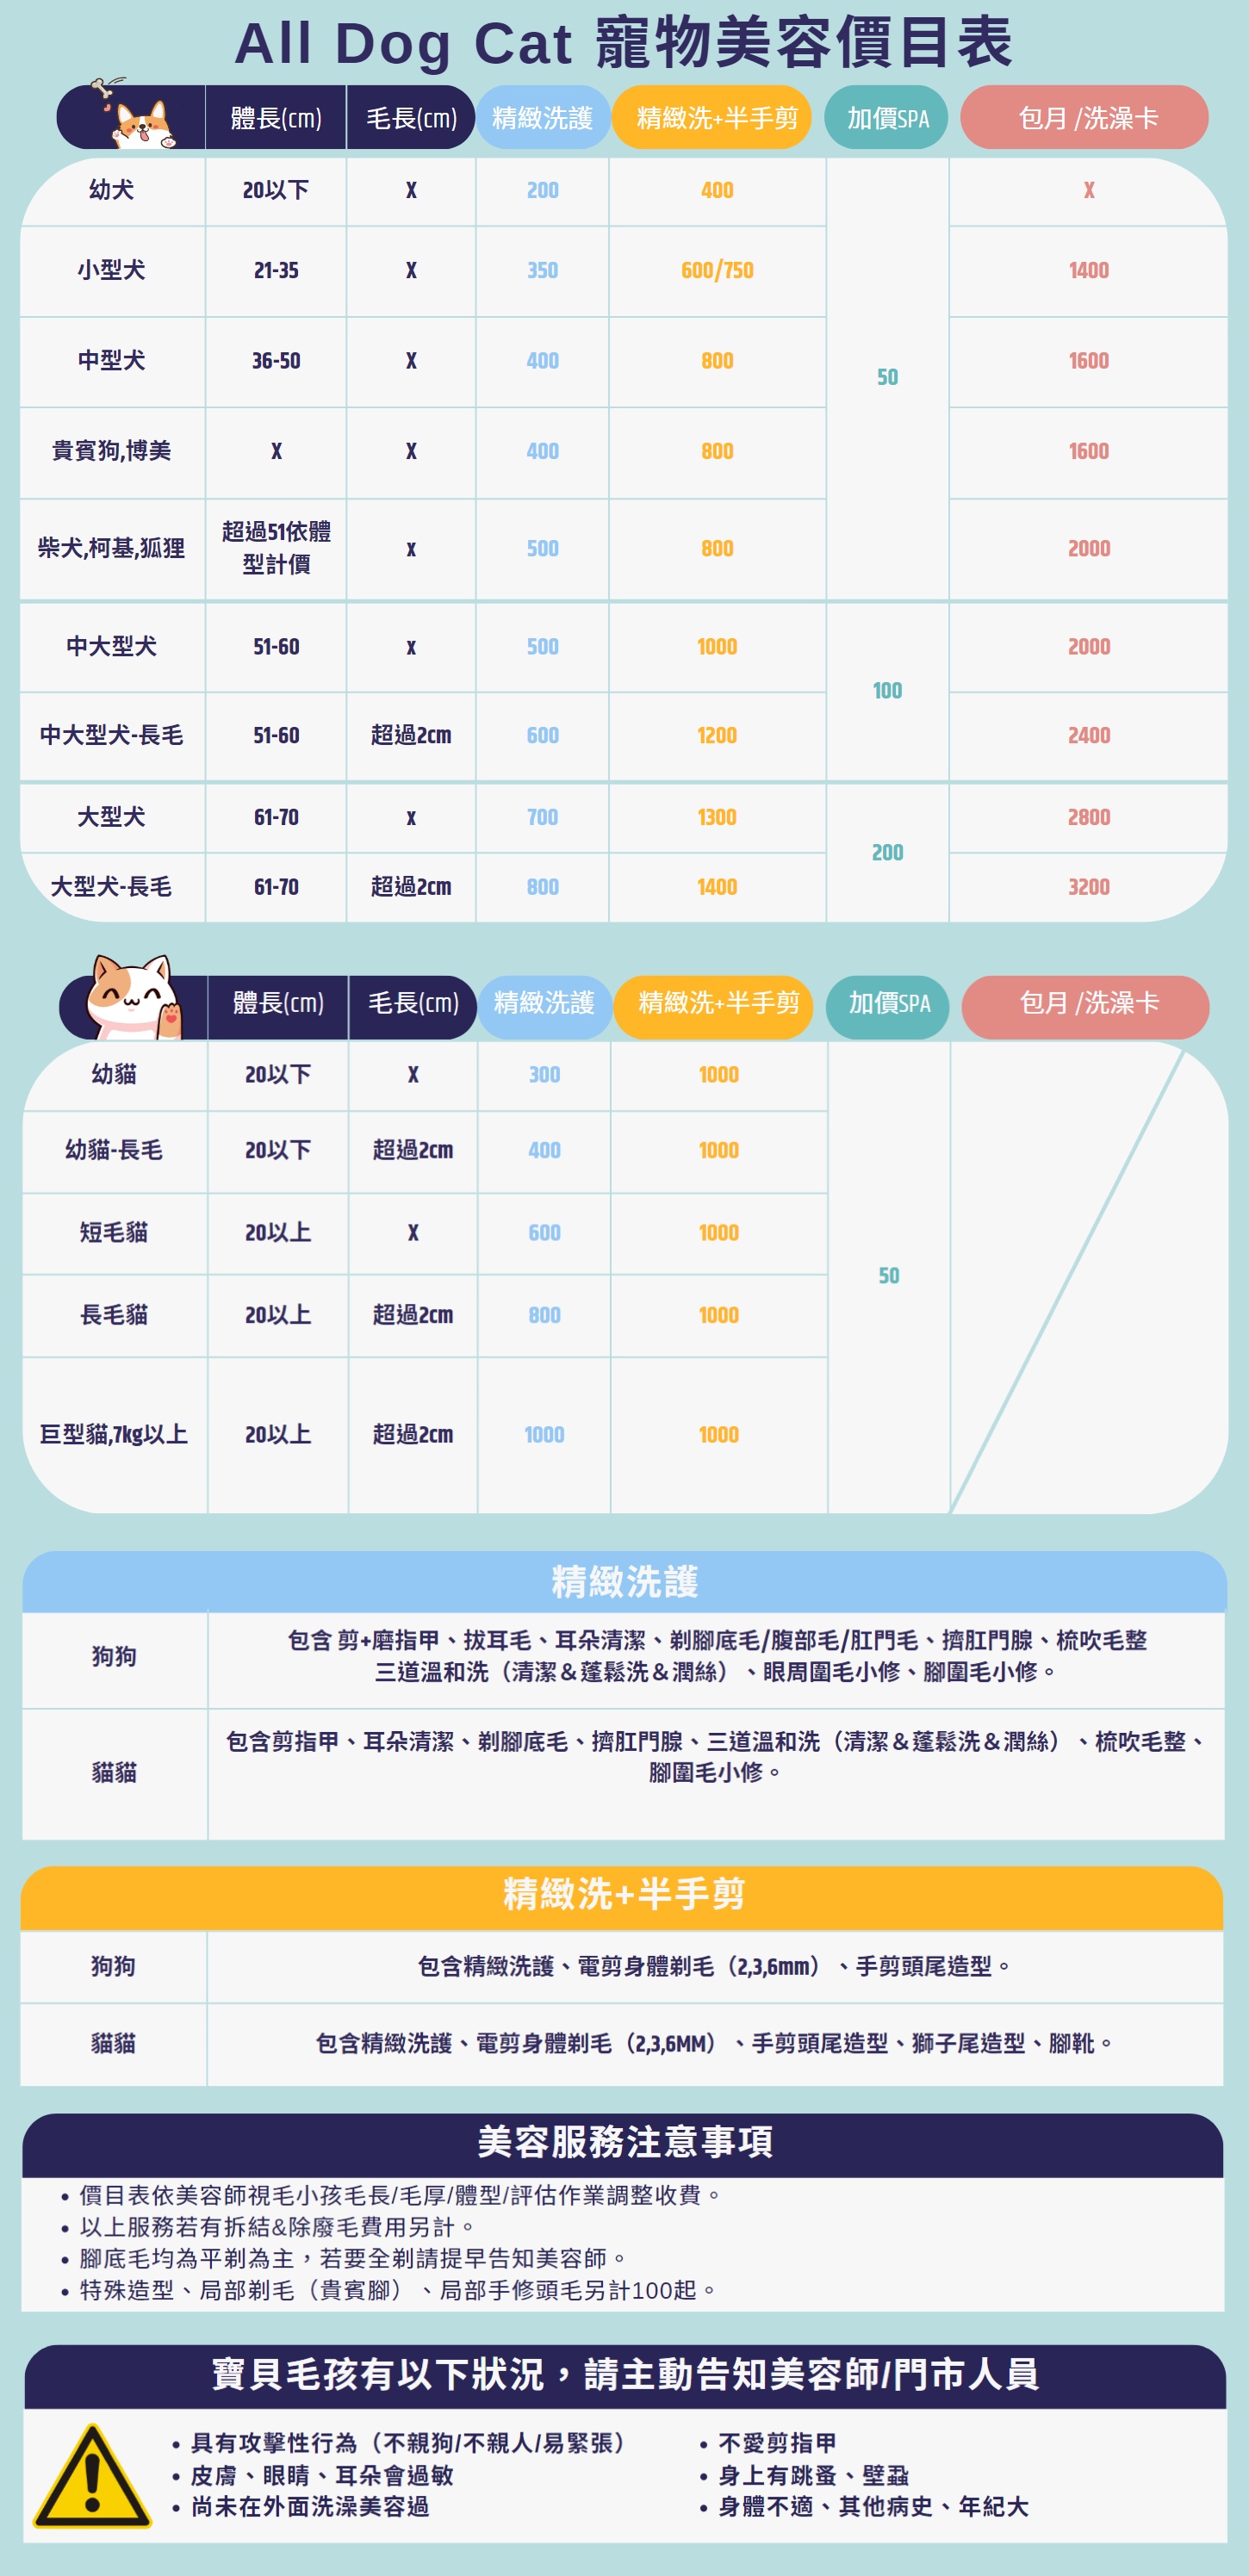 All Dog Cat 寵物美容價目表
體長(cm) 毛長(cm) 精緻洗護 精緻洗+半手剪 加價SPA 包月 /洗澡卡
幼犬 20以下 X 200 400 X
小型犬 21-35 X 350 600/750 1400
中型犬 36-50 X 400 800 1600
50
貴賓狗,博美 X X 400 800 1600
柴犬,柯基,狐狸 超過51依體
型計價 x 500 800 2000
中大型犬 51-60 x 500 1000 2000
100
中大型犬-長毛 51-60 超過2cm 600 1200 2400
大型犬 61-70 x 700 1300 2800
200
大型犬-長毛 61-70 超過2cm 800 1400 3200
體長(cm) 毛長(cm) 精緻洗護 精緻洗+半手剪 加價SPA 包月 /洗澡卡
幼貓 20以下 X 300 1000
幼貓-長毛 20以下 超過2cm 400 1000
短毛貓 20以上 X 600 1000
50
長毛貓 20以上 超過2cm 800 1000
巨型貓,7kg以上 20以上 超過2cm 1000 1000
精緻洗護
狗狗
包含 剪+磨指甲、拔耳毛、耳朵清潔、剃腳底毛/腹部毛/肛門毛、擠肛門腺、梳吹毛整
三道溫和洗（清潔＆蓬鬆洗＆潤絲）、眼周圍毛小修、腳圍毛小修。
貓貓
包含剪指甲、耳朵清潔、剃腳底毛、擠肛門腺、三道溫和洗（清潔＆蓬鬆洗＆潤絲）、梳吹毛整、
腳圍毛小修。
精緻洗+半手剪
狗狗 包含精緻洗護、電剪身體剃毛（2,3,6mm）、手剪頭尾造型。
貓貓 包含精緻洗護、電剪身體剃毛（2,3,6MM）、手剪頭尾造型、獅子尾造型、腳靴。
美容服務注意事項
• 價目表依美容師視毛小孩毛長/毛厚/體型/評估作業調整收費。
• 以上服務若有拆結&除廢毛費用另計。
• 腳底毛均為平剃為主，若要全剃請提早告知美容師。
• 特殊造型、局部剃毛（貴賓腳）、局部手修頭毛另計100起。
寶貝毛孩有以下狀況，請主動告知美容師/門市人員
• 具有攻擊性行為（不親狗/不親人/易緊張）
• 皮膚、眼睛、耳朵會過敏
• 尚未在外面洗澡美容過
• 不愛剪指甲
• 身上有跳蚤、壁蝨
• 身體不適、其他病史、年紀大